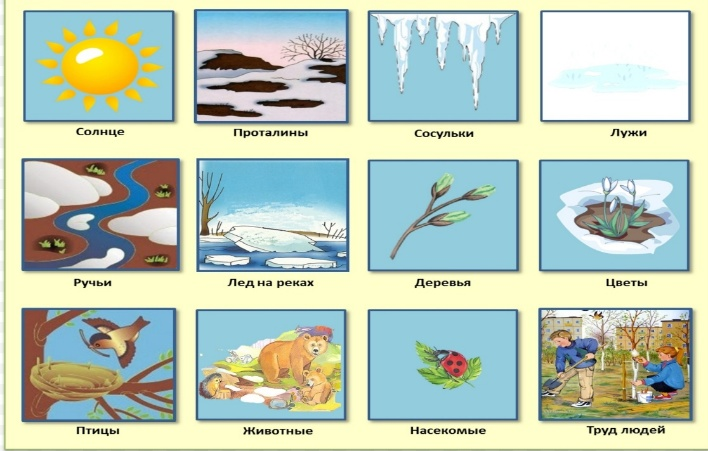 Солнце
Проталины
Сосульки
Лужи
Ручьи
Лед на реках
Деревья
Цветы
Птицы
Животные
Насекомые
Труд людей